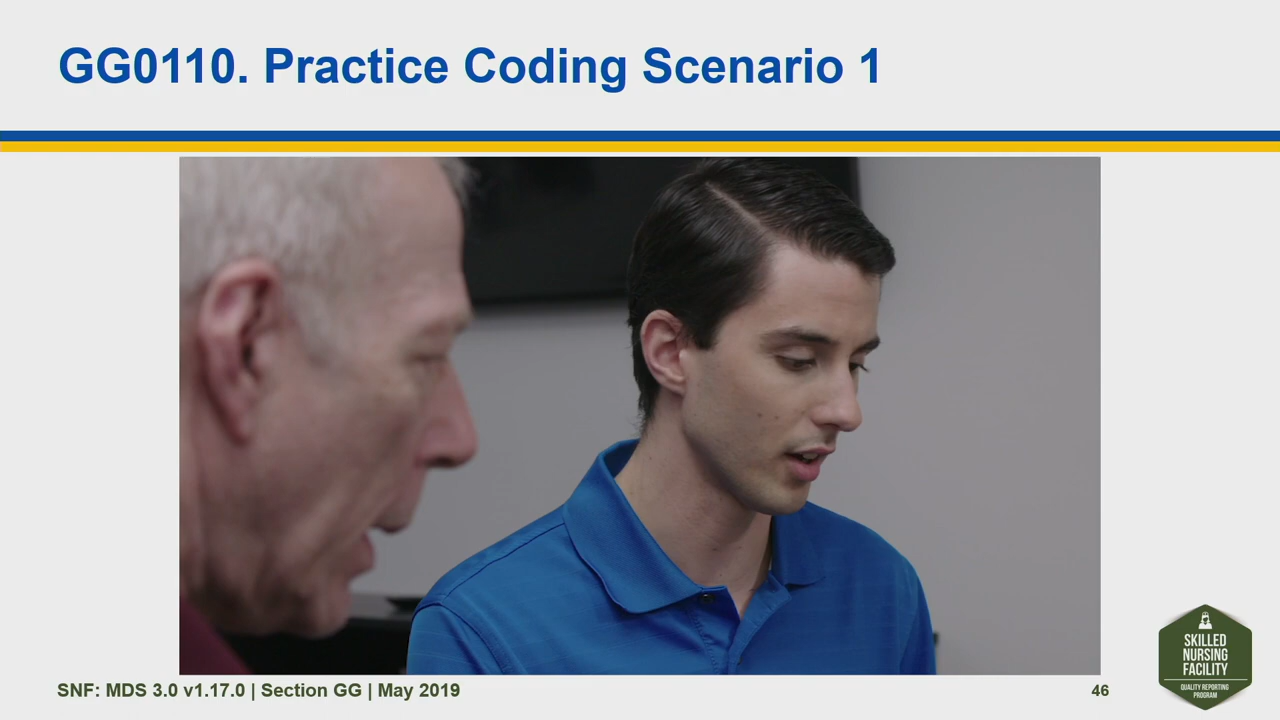 GG0110. Practice Coding Scenario 1
SNF: MDS 3.0 v1.17.0 | Section GG | May 2019
46
SKILLED
NURSING
FACILITY
QUALITY REPORTING
PROGRAM